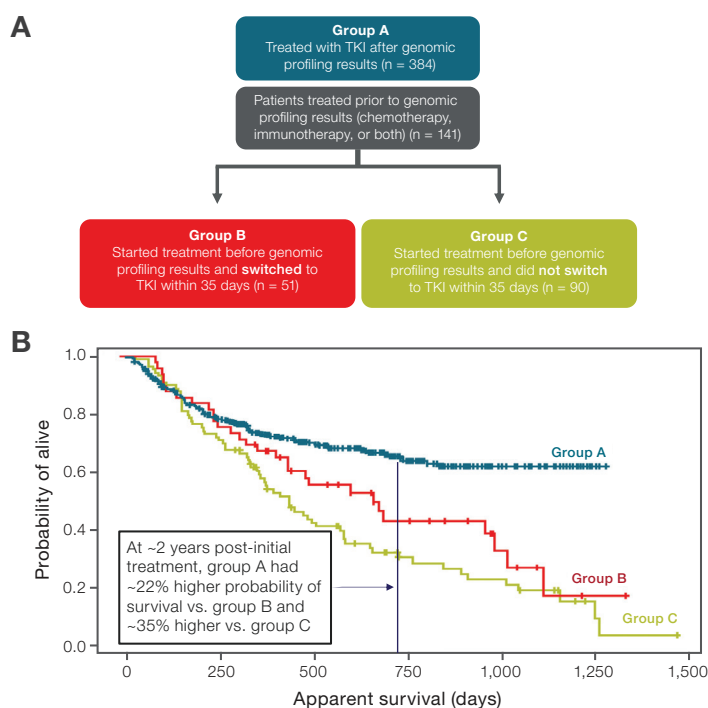 A
Group A
Treated with TKI after genomic
profiling results (n = 384)
Patients treated prior to genomic
profiling results (chemotherapy,
immunotherapy, or both) (n = 141)
Group B
Started treatment before genomic
profiling results and switched to
TKI within 35 days (n = 51)
Group C
Started treatment before genomic
profiling results and did not switch
to TKI within 35 days (n = 90)
B
1.0
0.8
0.6
0.4
0.2
0.0
Probability of alive
Group A
Group B
Group C
At ~2 years post-initial
treatment, group A had
~22% higher probability of
survival vs. group B and
~35% higher vs. group C
0
250
500
750
1,000
1,250
1,500
Apparent survival (days)